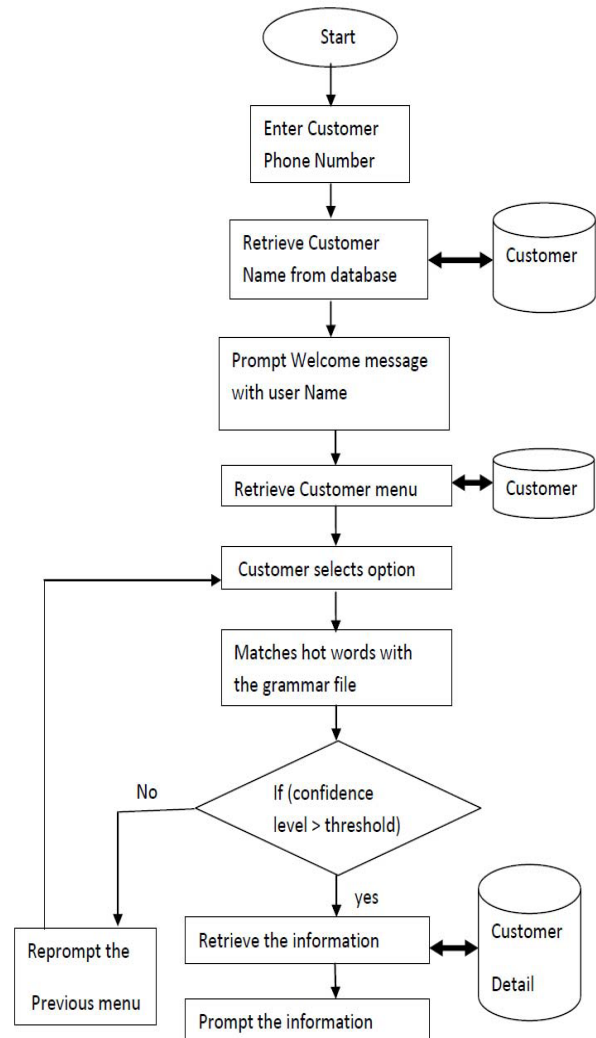 Start
Enter Customer
Phone Number
Retrieve Customer
Name from database
Customer
Prompt Welcome message
with user Name
Retrieve Customer menu
Customer
Customer selects option
Matches hot words with
the grammar file
If (confidence
level > threshold)
No
yes
Reprompt the
Previous menu
Retrieve the information
Customer
Detail
Prompt the information